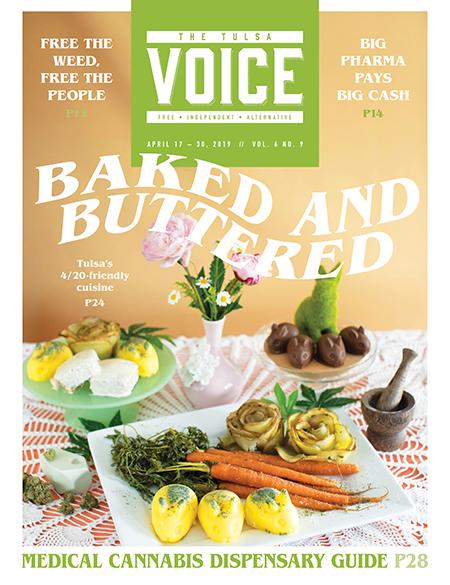 FREE THE
WEED,
FREE THE
PEOPLE
P12
THE TULSA
VOICE
FREE • INDEPENDENT • ALTERNATIVE
APRIL 17 – 30, 2019 // VOL. 6 NO. 9
BIG
PHARMA
PAYS
BIG CASH
P14
BAKED AND
BUTTERED
Tulsa's
4/20-friendly
cuisine
P24
MEDICAL CANNABIS DISPENSARY GUIDE P28